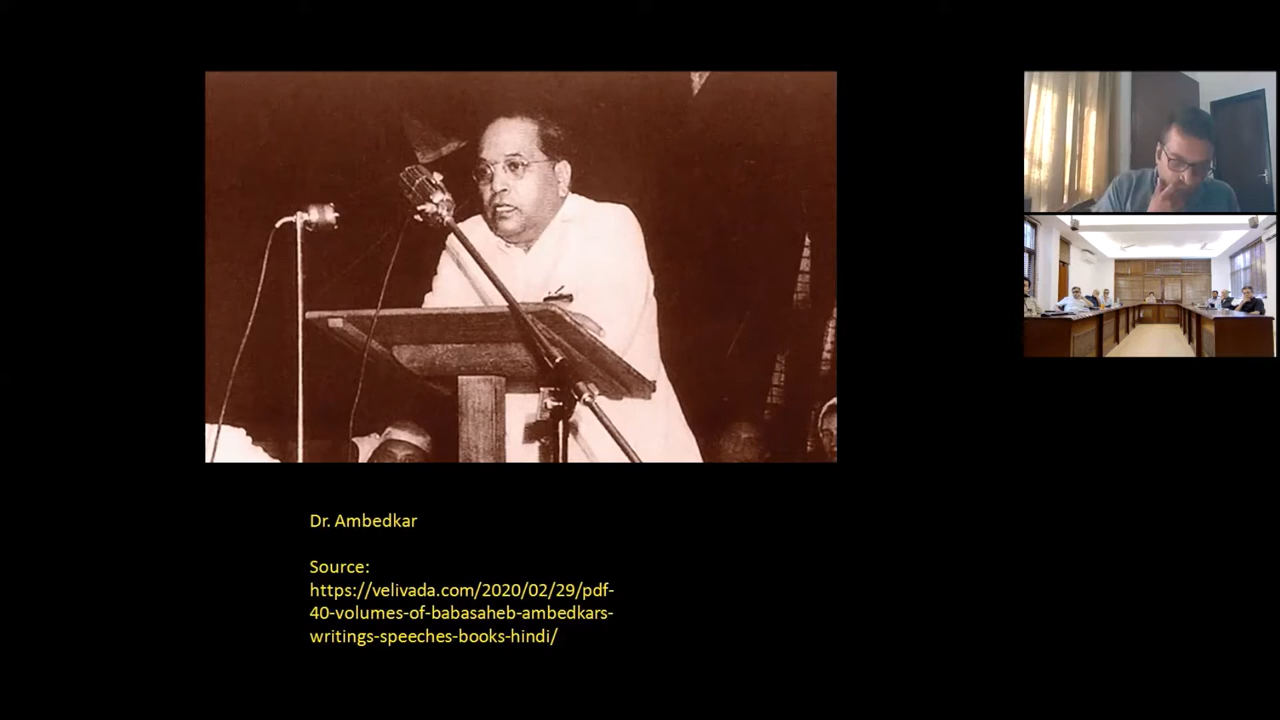 Dr. Ambedkar
Source:
https://velivada.com/2020/02/29/pdf-
40-volumes-of-babasaheb-ambedkars-
writings-speeches-books-hindi/